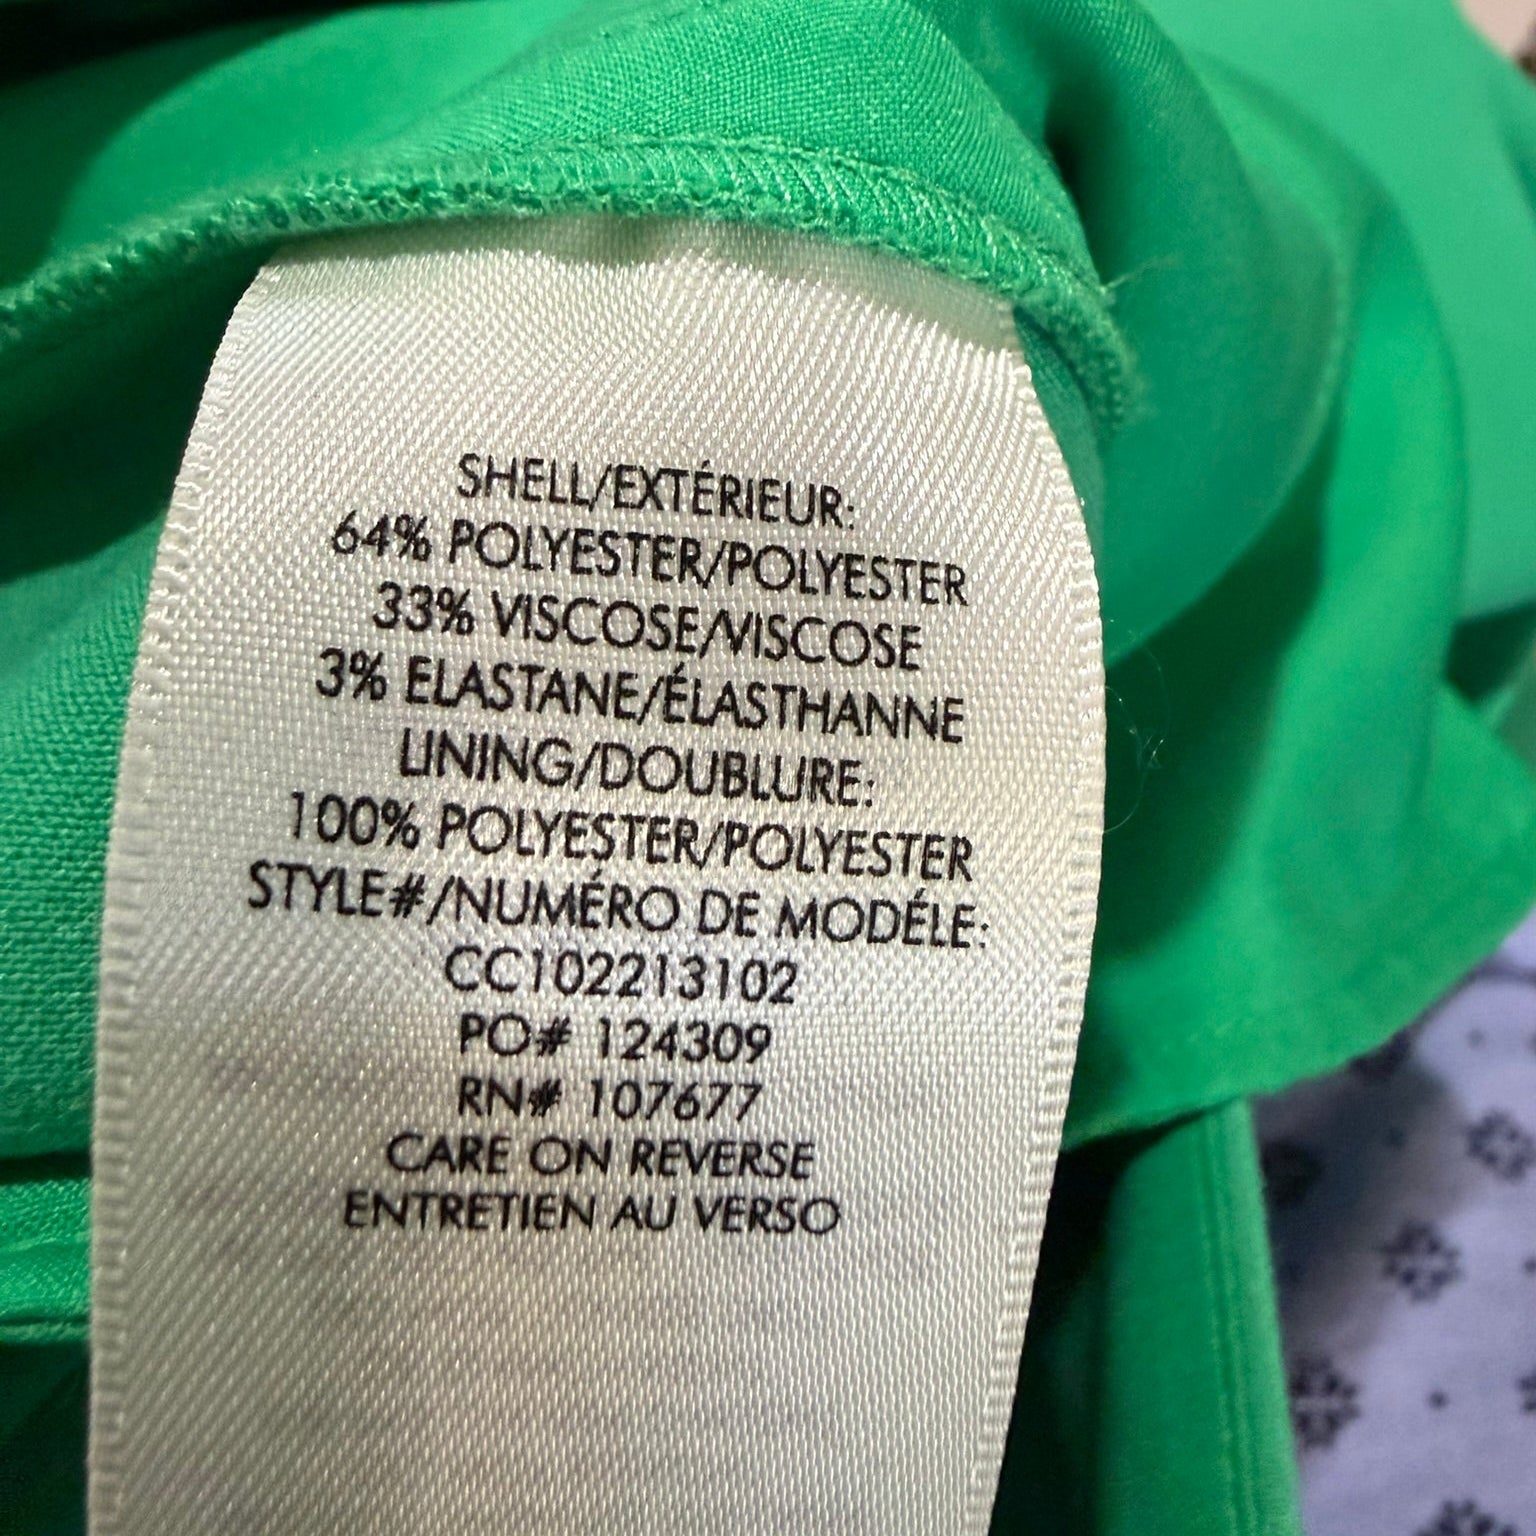 SHELL/EXTÉRIEUR:
64% POLYESTER/POLYESTER
33% VISCOSE/VISCOSE
3% ELASTANE/ÉLASTHANNE
LINING/DOUBLURE:
100% POLYESTER/POLYESTER
STYLE#/NUMÉRO DE MODÉLE:
CC102213102
PO# 124309
RN# 107677
CARE ON REVERSE
ENTRETIEN AU VERSO